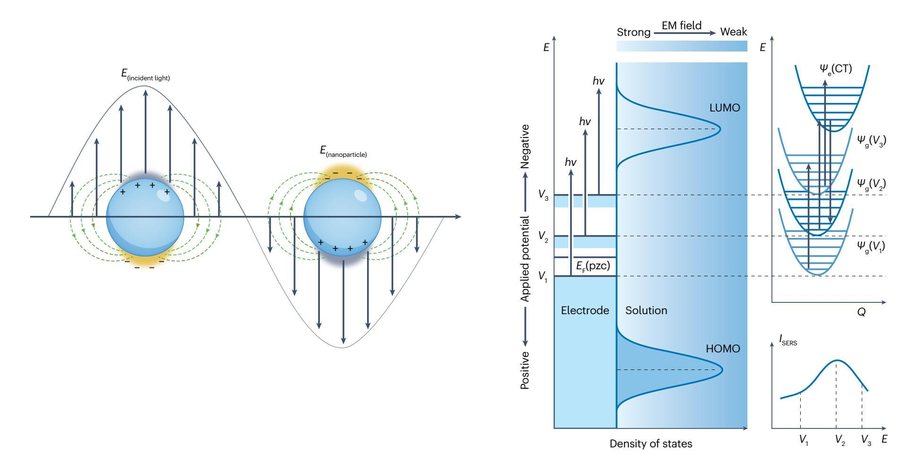 E(incident light)
+ + + + + +
− − − −
E(nanoparticle)
− − − −
+ + + + +
EM field
Strong
Weak
E
Negative
Applied potential
Positive
hν
hν
hν
V3
V2
V1
EF(pzc)
Electrode
Solution
LUMO
HOMO
Density of states
E
Ψe(CT)
Ψg(V3)
Ψg(V2)
Ψg(V1)
Q
ISERS
V1
V2
V3
E